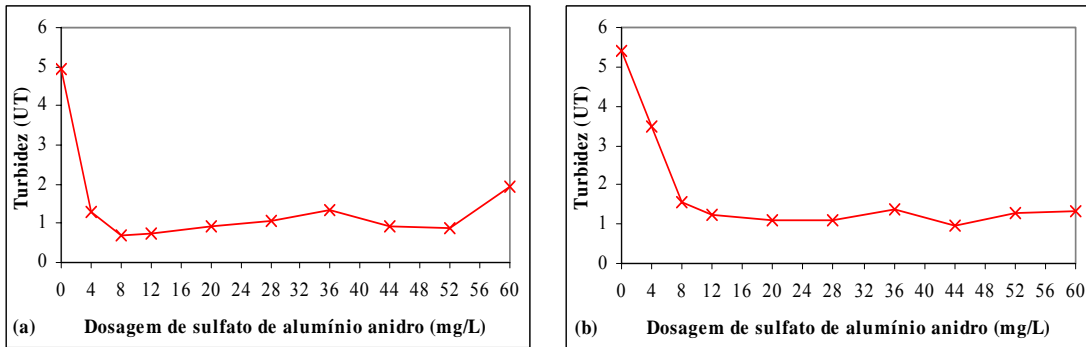 6
5
4
3
2
1
0
Turbidez (UT)
0 4 8 12 16 20 24 28 32 36 40 44 48 52 56 60
(a) Dosagem de sulfato de alumínio anidro (mg/L)
6
5
4
3
2
1
0
Turbidez (UT)
0 4 8 12 16 20 24 28 32 36 40 44 48 52 56 60
(b) Dosagem de sulfato de alumínio anidro (mg/L)